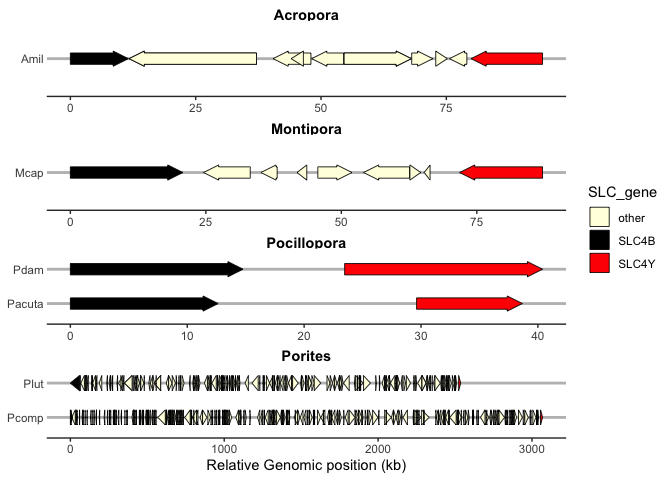 Acropora
Amil
0 25 50 75
Montipora
Mcap
0 25 50 75
Pocillopora
Pdam
Pacuta
0 10 20 30 40
Porites
Plut
Pcomp
0 1000 2000 3000
Relative Genomic position (kb)
SLC_gene
other
SLC4B
SLC4Y